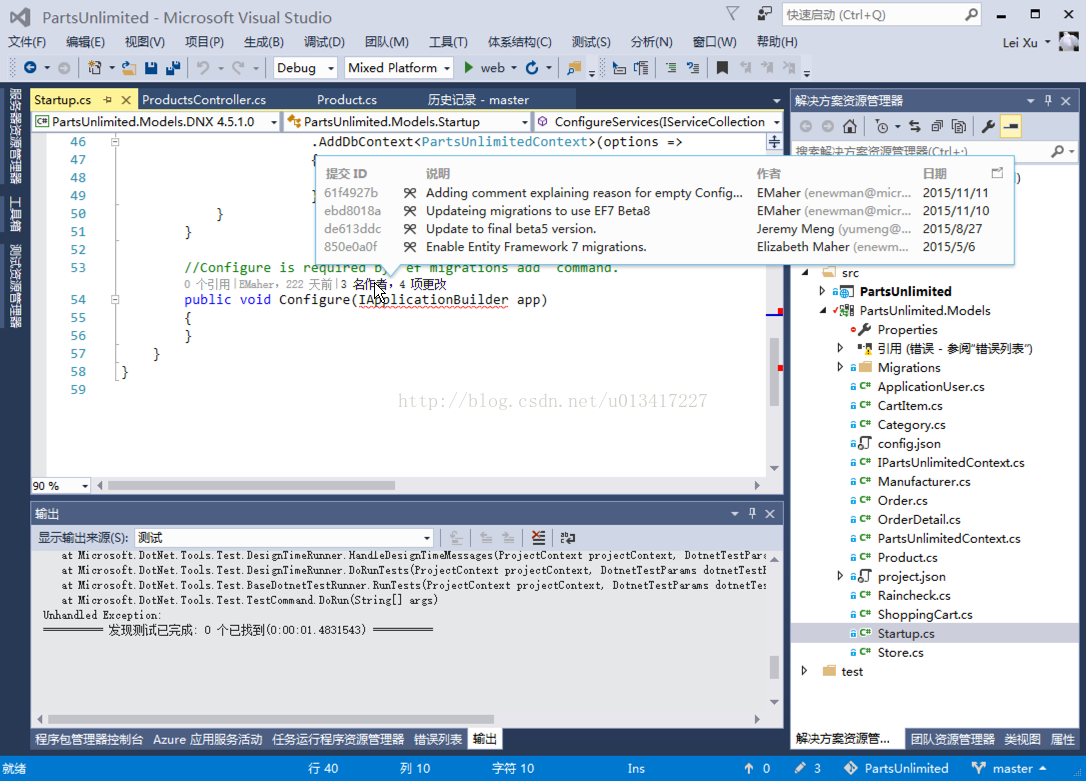 PartsUnlimited - Microsoft Visual Studio
快速启动 (Ctrl+Q)
文件(F) 编辑(E) 视图(V) 项目(P) 生成(B) 调试(D) 团队(M) 工具(T) 体系结构(C) 测试(S) 分析(N) 窗口(W) 帮助(H) Lei Xu
Debug Mixed Platform web
服务器资源管理器
工具箱
测试资源管理器
Startup.cs ProductsController.cs Product.cs 历史记录 - master
PartsUnlimited.Models.DNX 4.5.1.0 PartsUnlimited.Models.Startup ConfigureServices(IServiceCollection
46 .AddDbContext<PartsUnlimitedContext>(options =>
47 {
48
49 }
50 }
51 }
52
53 //Configure is required by ef migrations add command.
0 个引用 | EMaher, 222 天前 | 3 名作者, 4 项更改
54 public void Configure(IApplicationBuilder app)
55 {
56 }
57 }
58 }
59
提交 ID 说明 作者 日期
61f4927b Adding comment explaining reason for empty Config... EMaher (enewman@micr... 2015/11/11
ebd8018a Updateing migrations to use EF7 Beta8 EMaher (enewman@micr... 2015/11/10
de613ddc Update to final beta5 version. Jeremy Meng (yumeng@... 2015/8/27
850e0a0f Enable Entity Framework 7 migrations. Elizabeth Maher (enewm... 2015/5/6
http://blog.csdn.net/u013417227
90 %
输出
显示输出来源(S): 测试
at Microsoft.DotNet.Tools.Test.DesignTimeRunner.HandleDesignTimeMessages(ProjectContext projectContext, DotnetTestPara
at Microsoft.DotNet.Tools.Test.DesignTimeRunner.DoRunTests(ProjectContext projectContext, DotnetTestParams dotnetTestF
at Microsoft.DotNet.Tools.Test.BaseDotnetTestRunner.RunTests(ProjectContext projectContext, DotnetTestParams dotnetTes
at Microsoft.DotNet.Tools.Test.TestCommand.DoRun(String[] args)
Unhandled Exception:
========== 发现测试已完成: 0 个已找到(0:00:01.4831543) ==========
程序包管理器控制台 Azure 应用服务活动 任务运行程序资源管理器 错误列表 输出
解决方案资源管理器
搜索解决方案资源管理器(Ctrl+;)
)
src
PartsUnlimited
PartsUnlimited.Models
Properties
引用 (错误 - 参阅“错误列表”)
Migrations
ApplicationUser.cs
CartItem.cs
Category.cs
config.json
IPartsUnlimitedContext.cs
Manufacturer.cs
Order.cs
OrderDetail.cs
PartsUnlimitedContext.cs
Product.cs
project.json
Raincheck.cs
ShoppingCart.cs
Startup.cs
Store.cs
test
解决方案资源管... 团队资源管理器 类视图 属性
就绪 行 40 列 10 字符 10 Ins 0 3 PartsUnlimited master